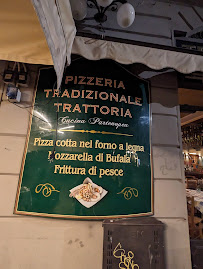 PIZZERIA
TRADIZIONALE
TRATTORIA
Cucina Partenopea
Pizza cotta nel forno a legna
Mozzarella di Bufala
Frittura di pesce